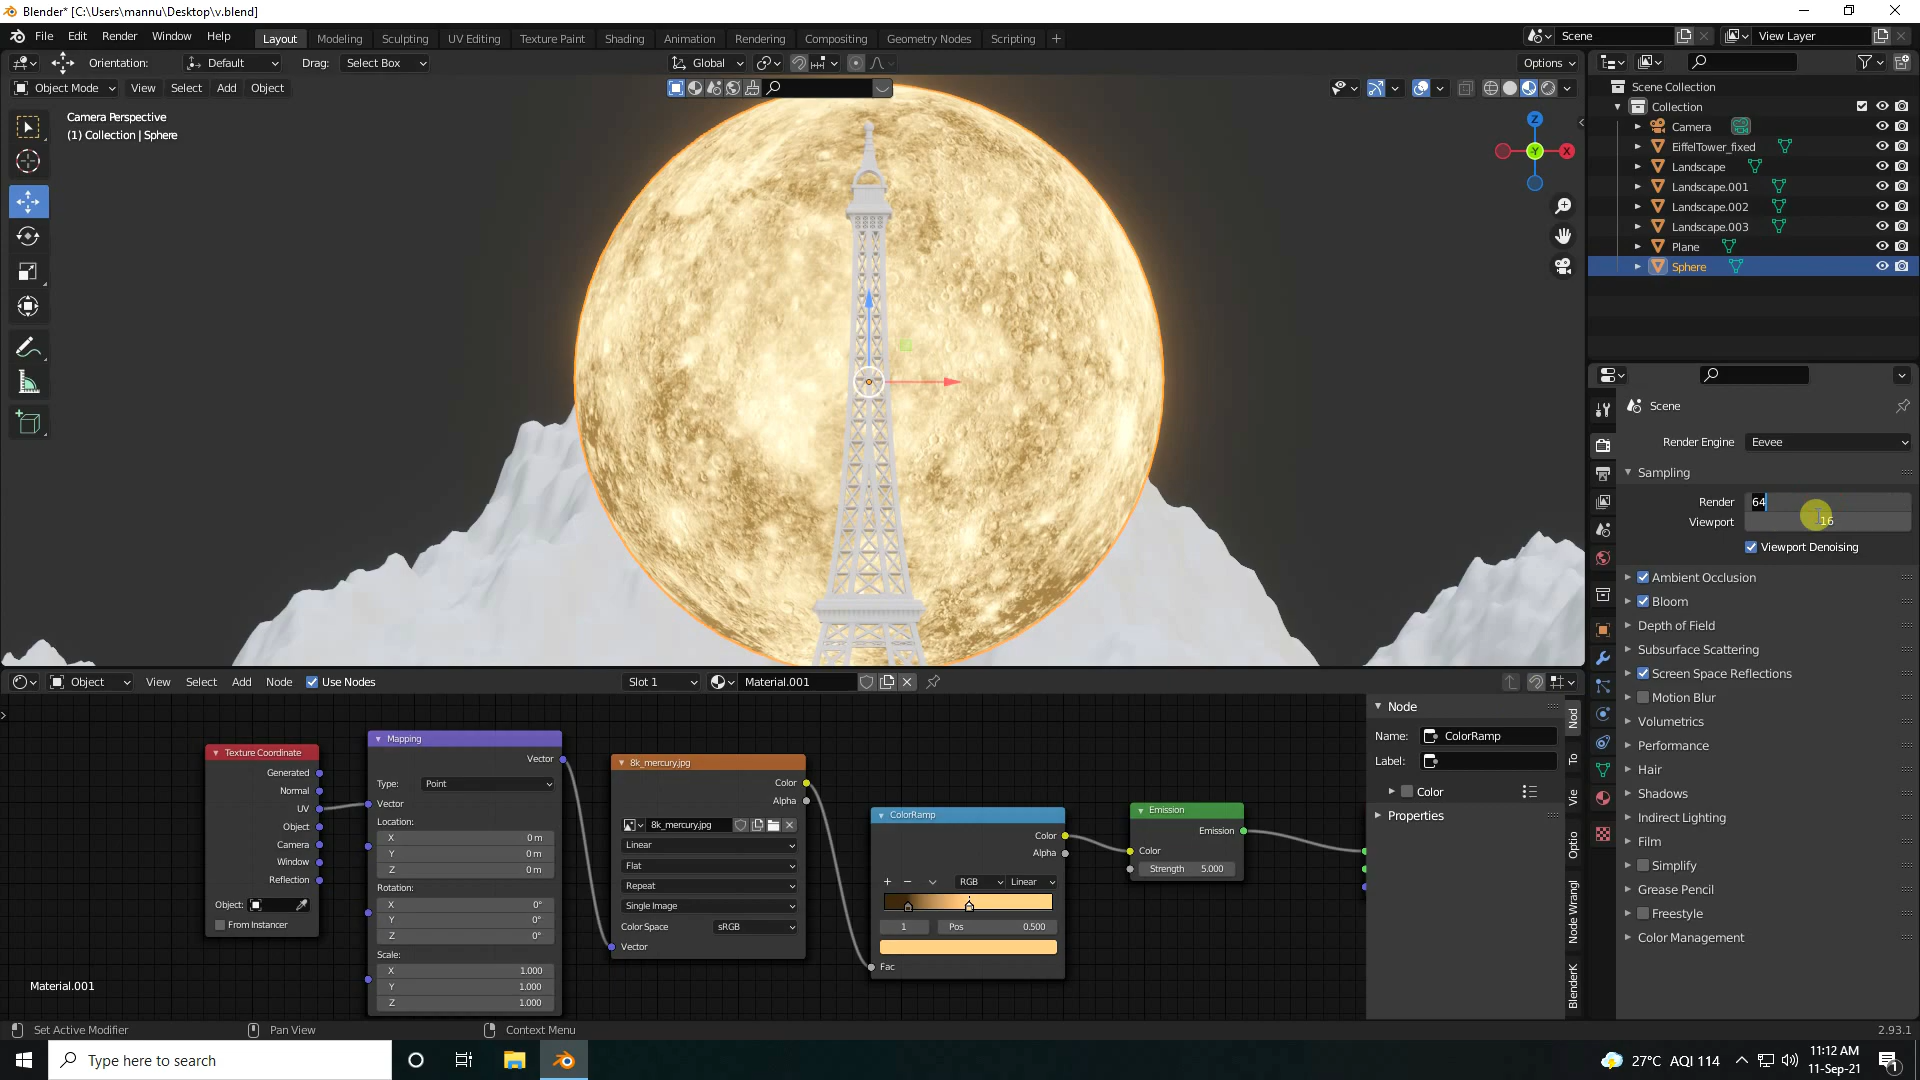 Blender* [C:\Users\mannu\Desktop\v.blend]
File Edit Render Window Help
Layout Modeling Sculpting UV Editing Texture Paint Shading Animation Rendering Compositing Geometry Nodes Scripting +
Scene
View Layer
Orientation: Default Drag: Select Box
Global
Options
Object Mode View Select Add Object
Camera Perspective
(1) Collection | Sphere
Z
X
-Y
Scene Collection
Collection
Camera
EiffelTower_fixed
Landscape
Landscape.001
Landscape.002
Landscape.003
Plane
Sphere
Scene
Render Engine Eevee
Sampling
Render 64
Viewport 16
Viewport Denoising
Ambient Occlusion
Bloom
Depth of Field
Subsurface Scattering
Screen Space Reflections
Motion Blur
Volumetrics
Performance
Hair
Shadows
Indirect Lighting
Film
Simplify
Grease Pencil
Freestyle
Color Management
Object View Select Add Node Use Nodes
Slot 1
Material.001
Texture Coordinate
Generated
Normal
UV
Object
Camera
Window
Reflection
Object:
From Instancer
Mapping
Vector
Type: Point
Vector
Location:
X 0 m
Y 0 m
Z 0 m
Rotation:
X 0°
Y 0°
Z 0°
Scale:
X 1.000
Y 1.000
Z 1.000
8k_mercury.jpg
Color
Alpha
8k_mercury.jpg
Linear
Flat
Repeat
Single Image
Color Space sRGB
Vector
ColorRamp
Color
Alpha
RGB Linear
1 Pos 0.500
Fac
Emission
Emission
Color
Strength 5.000
Node
Name: ColorRamp
Label:
Color
Properties
Nod
To
Vie
Optio
Node Wrangl
BlenderK
Material.001
Set Active Modifier Pan View Context Menu
2.93.1
Type here to search
27°C AQI 114
11:12 AM
11-Sep-21
1